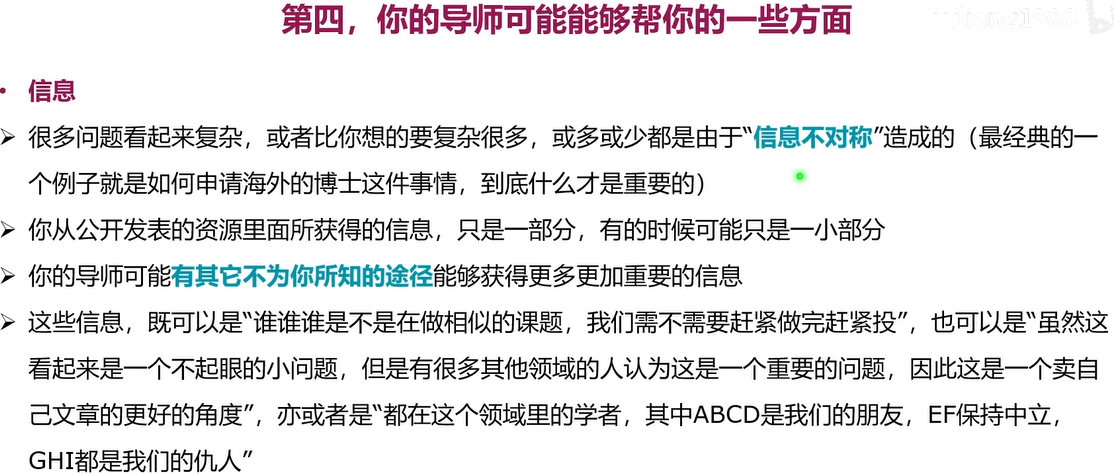 第四，你的导师可能能够帮你的一些方面
• 信息
➢ 很多问题看起来复杂，或者比你想的要复杂很多，或多或少都是由于“信息不对称”造成的（最经典的一
个例子就是如何申请海外的博士这件事情，到底什么才是重要的）
➢ 你从公开发表的资源里面所获得的信息，只是一部分，有的时候可能只是一小部分
➢ 你的导师可能有其它不为你所知的途径能够获得更多更加重要的信息
➢ 这些信息，既可以是“谁谁谁是不是在做相似的课题，我们需不需要赶紧做完赶紧投”，也可以是“虽然这
看起来是一个不起眼的小问题，但是有很多其他领域的人认为这是一个重要的问题，因此这是一个卖自
己文章的更好的角度”，亦或者是“都在这个领域里的学者，其中ABCD是我们的朋友，EF保持中立，
GHI都是我们的仇人”